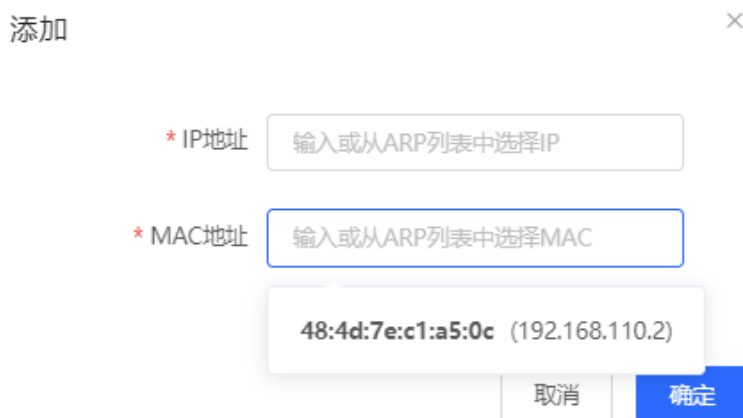 添加
* IP地址 输入或从ARP列表中选择IP
* MAC地址 输入或从ARP列表中选择MAC
48:4d:7e:c1:a5:0c (192.168.110.2)
取消 确定